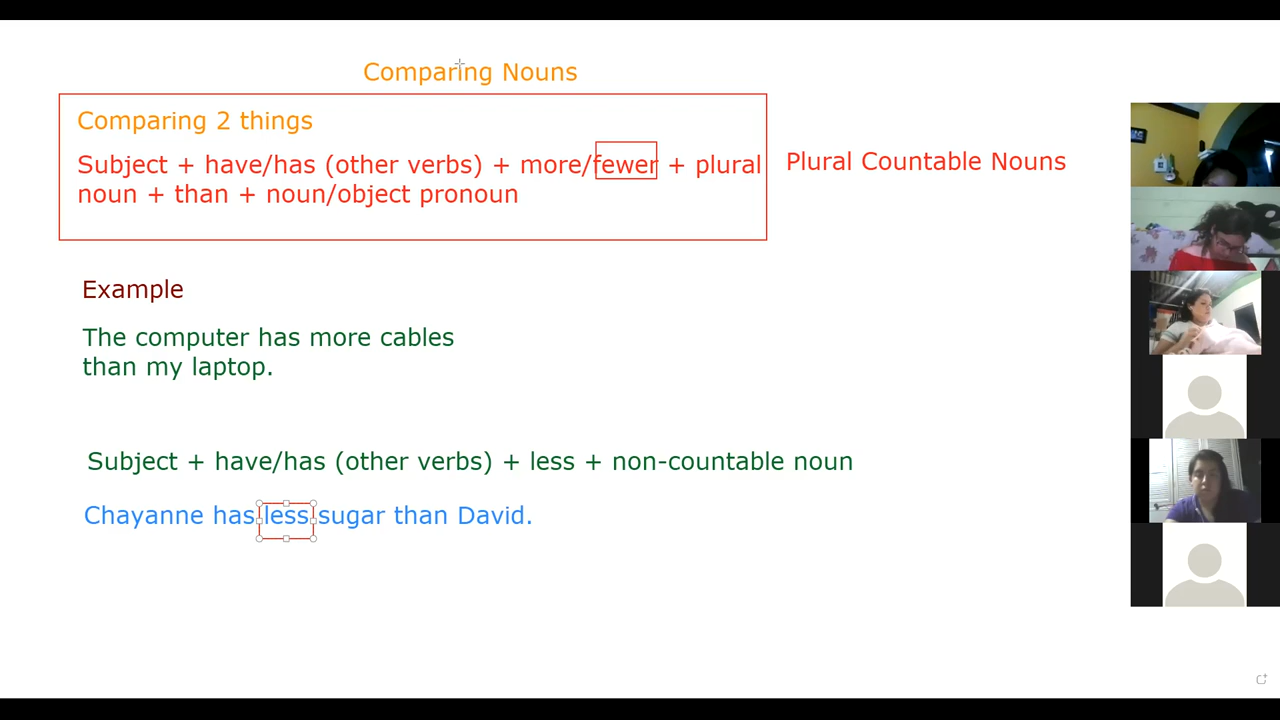 Comparing Nouns
Comparing 2 things
Subject + have/has (other verbs) + more/fewer + plural
noun + than + noun/object pronoun
Plural Countable Nouns
Example
The computer has more cables
than my laptop.
Subject + have/has (other verbs) + less + non-countable noun
Chayanne has less sugar than David.